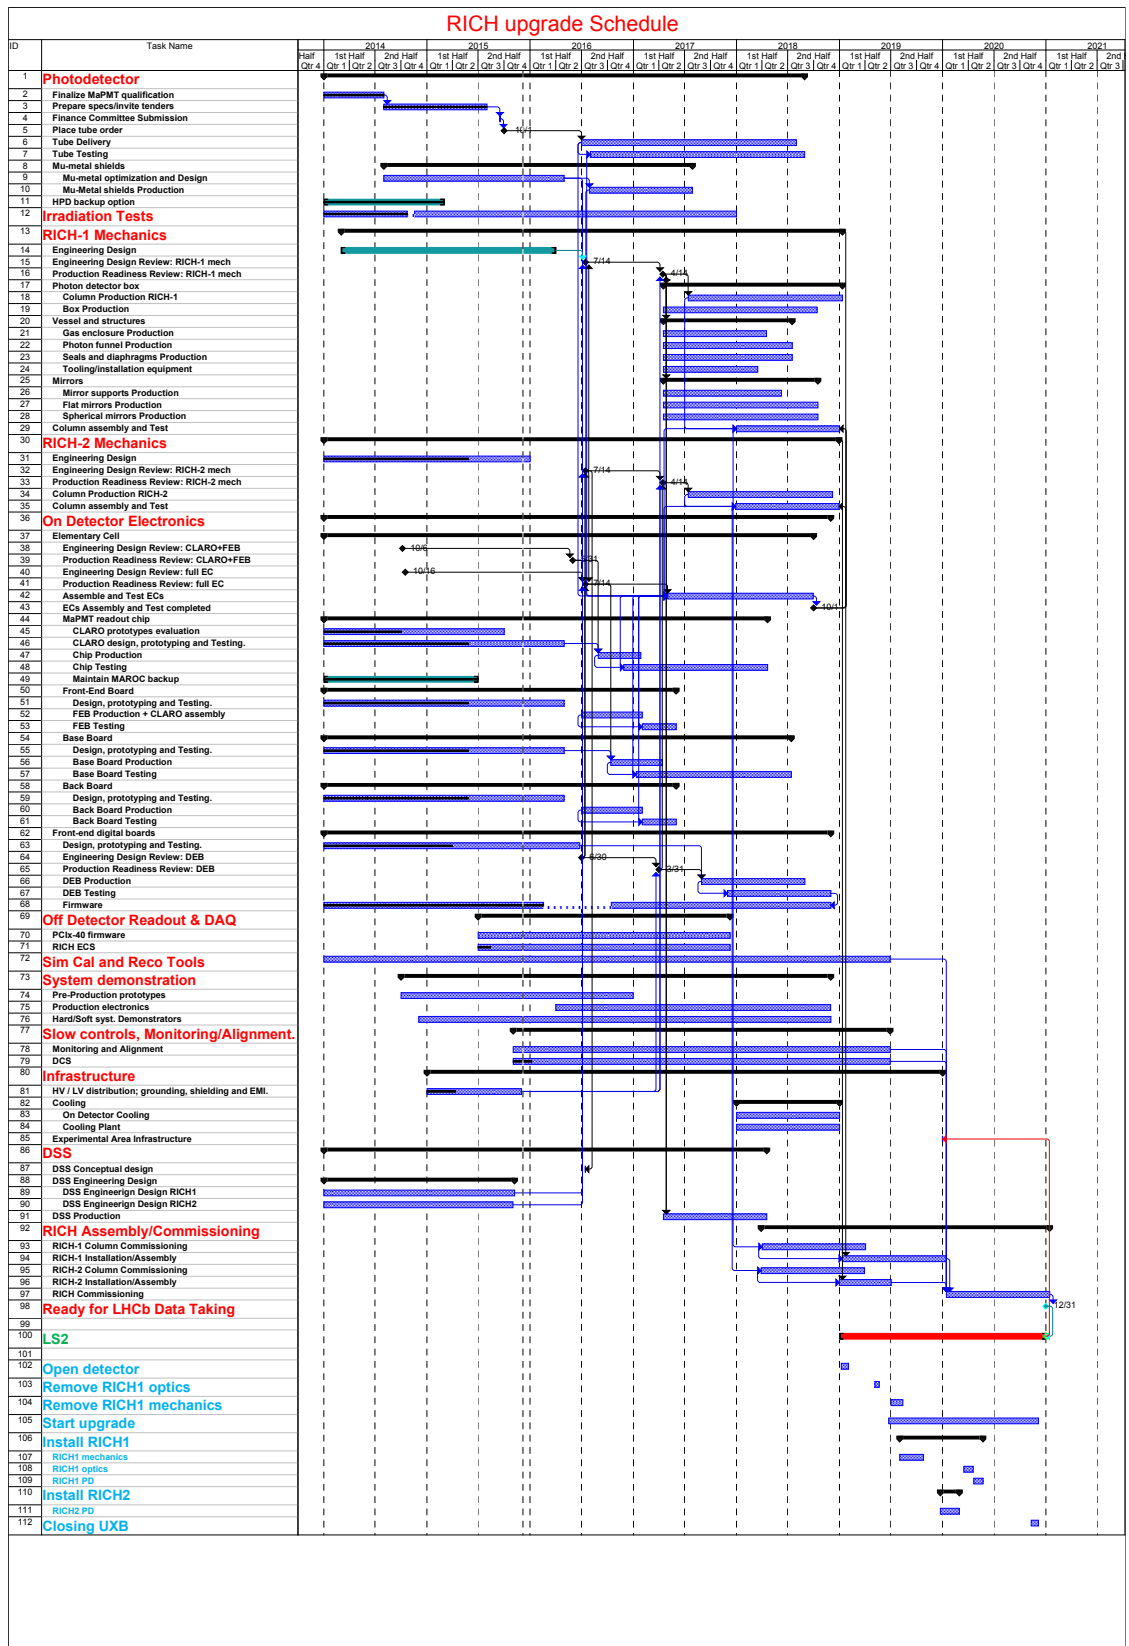 RICH upgrade Schedule
ID Task Name 2014 2015 2016 2017 2018 2019 2020 2021
Half 1st Half 2nd Half 1st Half 2nd Half 1st Half 2nd Half 1st Half 2nd Half 1st Half 2nd Half 1st Half 2nd Half 1st Half 2nd Half 1st Half 2nd
Qtr 4 Qtr 1 Qtr 2 Qtr 3 Qtr 4 Qtr 1 Qtr 2 Qtr 3 Qtr 4 Qtr 1 Qtr 2 Qtr 3 Qtr 4 Qtr 1 Qtr 2 Qtr 3 Qtr 4 Qtr 1 Qtr 2 Qtr 3 Qtr 4 Qtr 1 Qtr 2 Qtr 3 Qtr 4 Qtr 1 Qtr 2 Qtr 3 Qtr 4 Qtr 1 Qtr 2 Qtr 3
1 Photodetector
2 Finalize MaPMT qualification
3 Prepare specs/invite tenders
4 Finance Committee Submission
5 Place tube order 10/1
6 Tube Delivery
7 Tube Testing
8 Mu-metal shields
9 Mu-metal optimization and Design
10 Mu-Metal shields Production
11 HPD backup option
12 Irradiation Tests
13 RICH-1 Mechanics
14 Engineering Design
15 Engineering Design Review: RICH-1 mech 7/14
16 Production Readiness Review: RICH-1 mech 4/14
17 Photon detector box
18 Column Production RICH-1
19 Box Production
20 Vessel and structures
21 Gas enclosure Production
22 Photon funnel Production
23 Seals and diaphragms Production
24 Tooling/installation equipment
25 Mirrors
26 Mirror supports Production
27 Flat mirrors Production
28 Spherical mirrors Production
29 Column assembly and Test
30 RICH-2 Mechanics
31 Engineering Design
32 Engineering Design Review: RICH-2 mech 7/14
33 Production Readiness Review: RICH-2 mech 4/14
34 Column Production RICH-2
35 Column assembly and Test
36 On Detector Electronics
37 Elementary Cell
38 Engineering Design Review: CLARO+FEB 10/6
39 Production Readiness Review: CLARO+FEB
40 Engineering Design Review: full EC 10/16
41 Production Readiness Review: full EC 7/14
42 Assemble and Test ECs
43 ECs Assembly and Test completed 10/1
44 MaPMT readout chip
45 CLARO prototypes evaluation
46 CLARO design, prototyping and Testing.
47 Chip Production
48 Chip Testing
49 Maintain MAROC backup
50 Front-End Board
51 Design, prototyping and Testing.
52 FEB Production + CLARO assembly
53 FEB Testing
54 Base Board
55 Design, prototyping and Testing.
56 Base Board Production
57 Base Board Testing
58 Back Board
59 Design, prototyping and Testing.
60 Back Board Production
61 Back Board Testing
62 Front-end digital boards
63 Design, prototyping and Testing.
64 Engineering Design Review: DEB 6/30
65 Production Readiness Review: DEB 3/31
66 DEB Production
67 DEB Testing
68 Firmware
69 Off Detector Readout & DAQ
70 PCIx-40 firmware
71 RICH ECS
72 Sim Cal and Reco Tools
73 System demonstration
74 Pre-Production prototypes
75 Production electronics
76 Hard/Soft syst. Demonstrators
77 Slow controls, Monitoring/Alignment.
78 Monitoring and Alignment
79 DCS
80 Infrastructure
81 HV / LV distribution; grounding, shielding and EMI.
82 Cooling
83 On Detector Cooling
84 Cooling Plant
85 Experimental Area Infrastructure
86 DSS
87 DSS Conceptual design
88 DSS Engineering Design
89 DSS Engineerign Design RICH1
90 DSS Engineerign Design RICH2
91 DSS Production
92 RICH Assembly/Commissioning
93 RICH-1 Column Commissioning
94 RICH-1 Installation/Assembly
95 RICH-2 Column Commissioning
96 RICH-2 Installation/Assembly
97 RICH Commissioning
98 Ready for LHCb Data Taking 12/31
99
100 LS2
101
102 Open detector
103 Remove RICH1 optics
104 Remove RICH1 mechanics
105 Start upgrade
106 Install RICH1
107 RICH1 mechanics
108 RICH1 optics
109 RICH1 PD
110 Install RICH2
111 RICH2 PD
112 Closing UXB